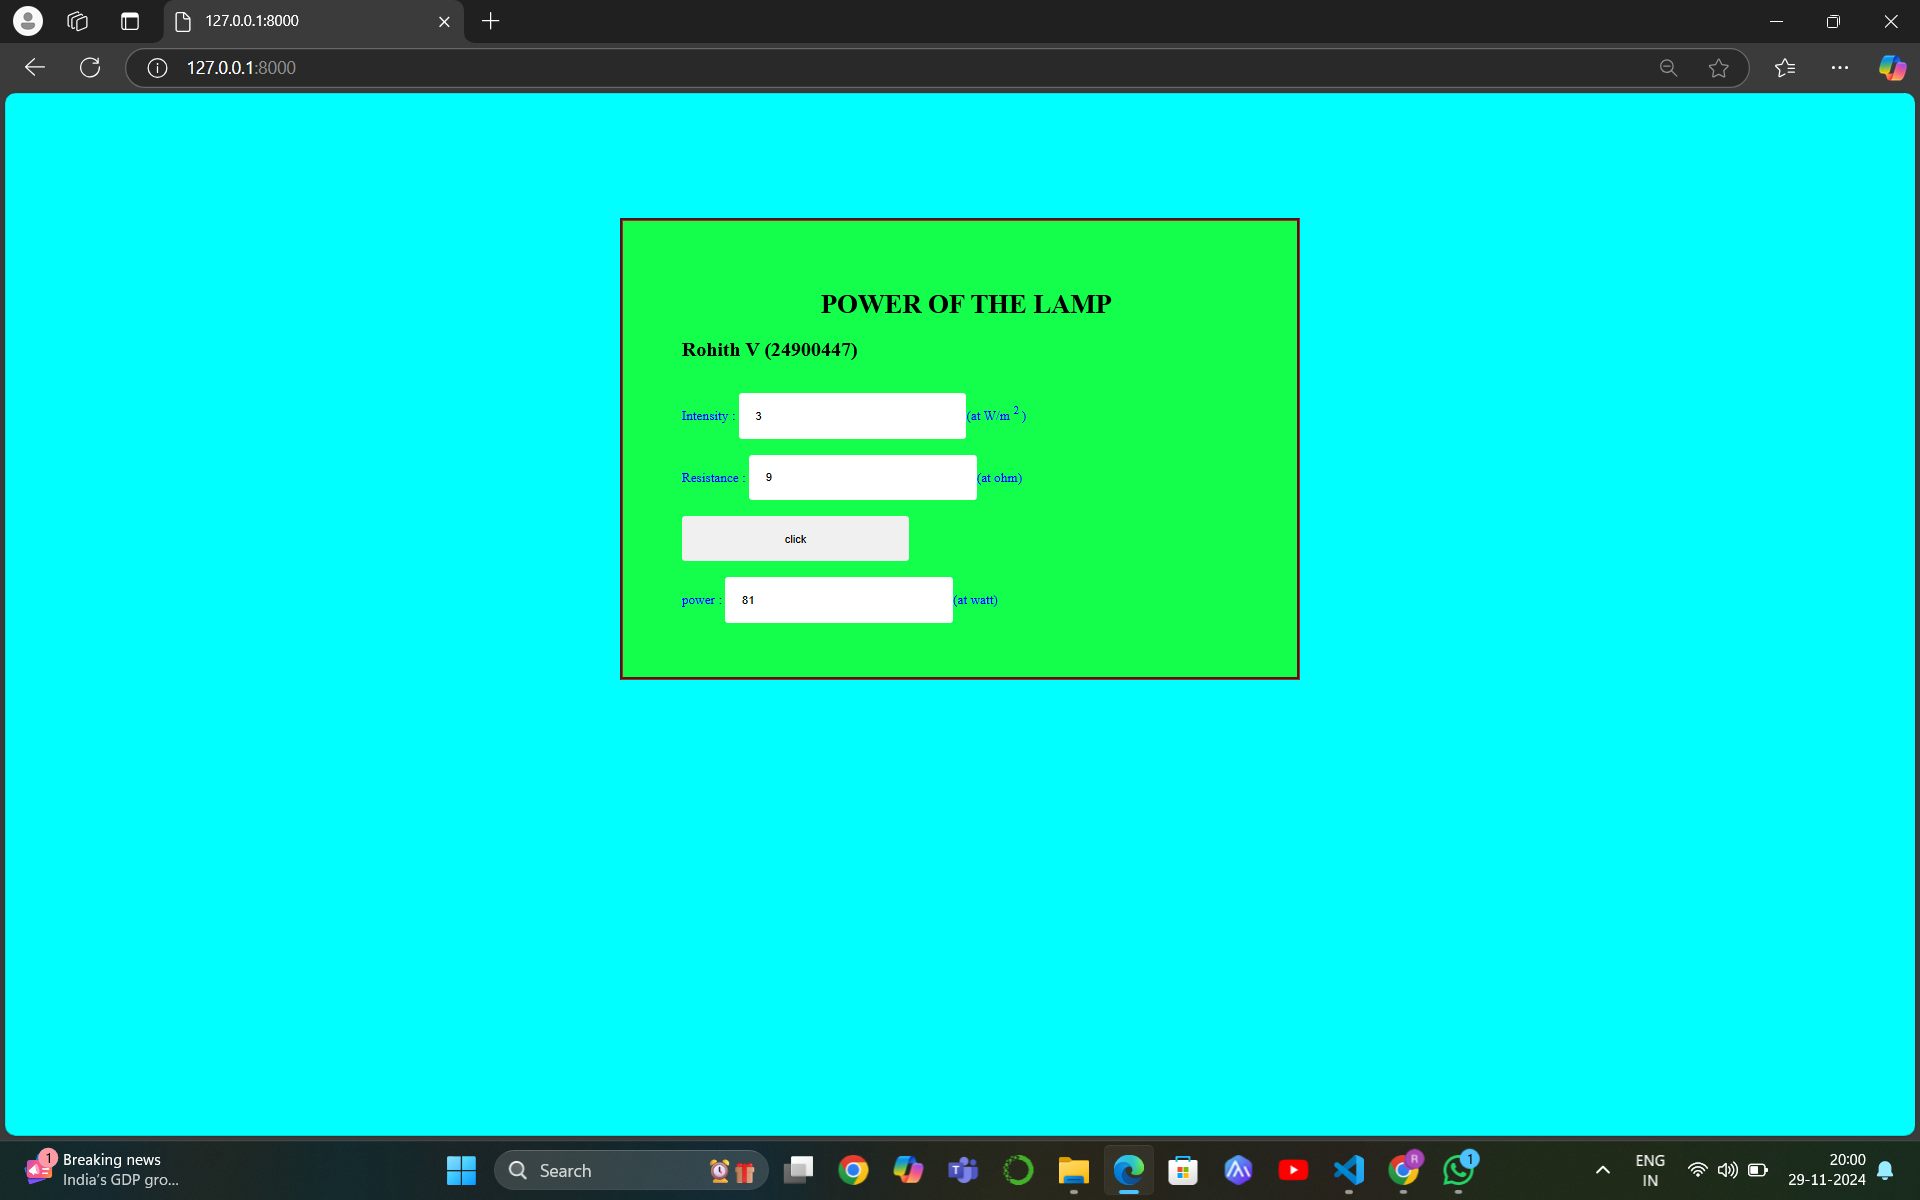 127.0.0.1:8000
127.0.0.1:8000
POWER OF THE LAMP
Rohith V (24900447)
Intensity : 3 (at W/m 2 )
Resistance : 9 (at ohm)
click
power : 81 (at watt)
1 Breaking news
India's GDP gro...
Search
T
R
1
ENG
IN
20:00
29-11-2024